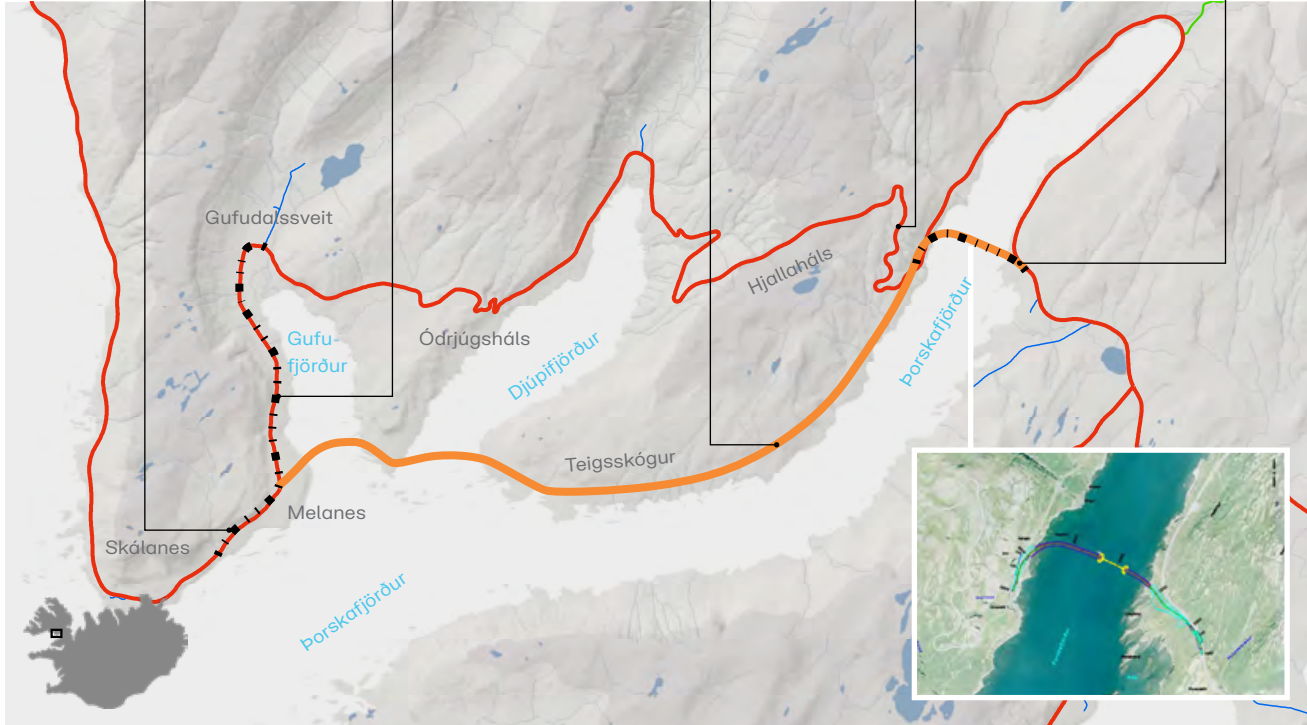 Gufudalssveit
Hjallaháls
Gufu-
fjörður
Ódrjúgsháls
Djúpifjörður
Þorskafjörður
Teigsskógur
Melanes
Skálanes
Þorskafjörður